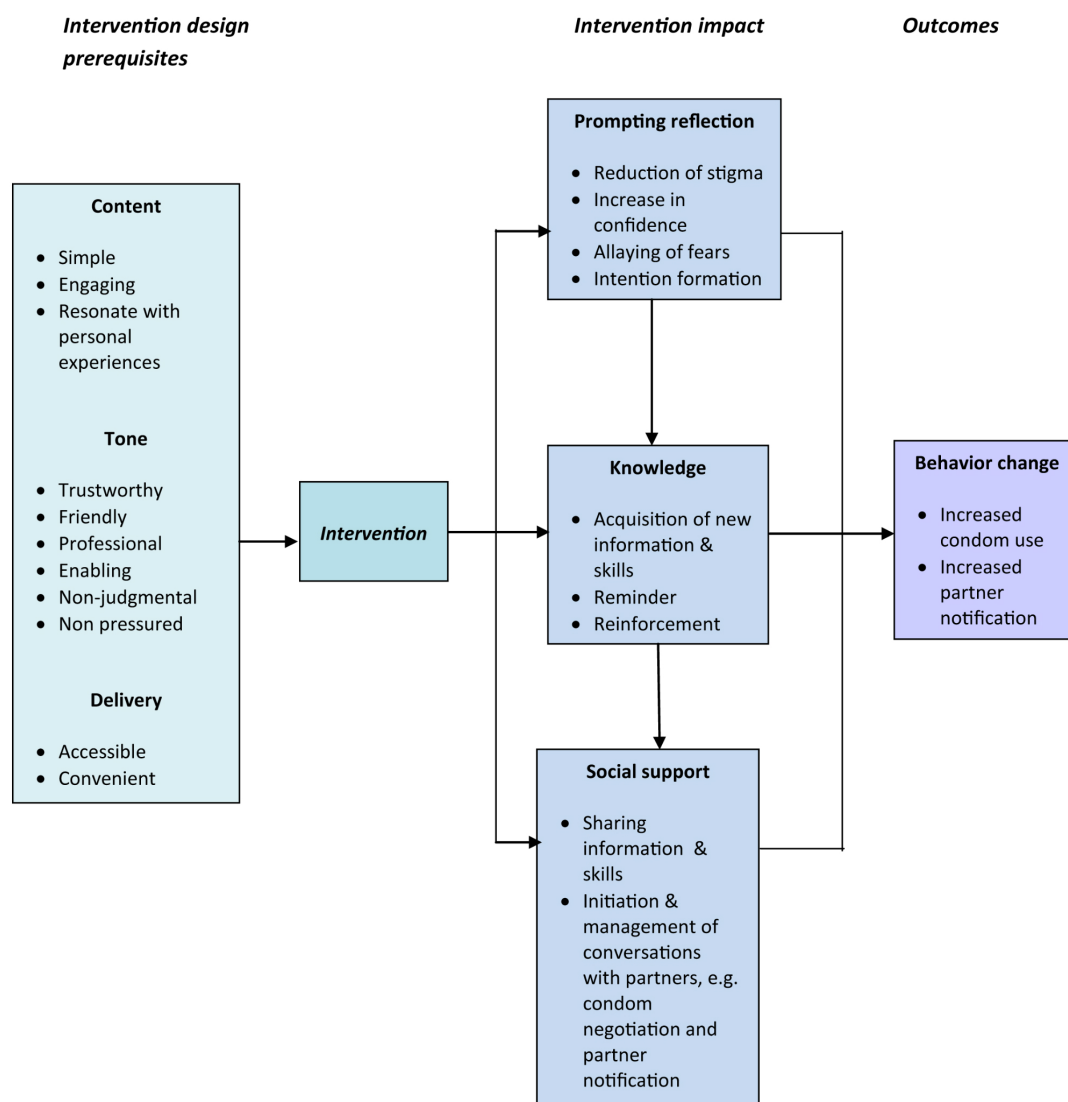 Intervention design
prerequisites
Intervention impact
Outcomes
Content
• Simple
• Engaging
• Resonate with
personal
experiences
Tone
• Trustworthy
• Friendly
• Professional
• Enabling
• Non-judgmental
• Non pressured
Delivery
• Accessible
• Convenient
Intervention
Prompting reflection
• Reduction of stigma
• Increase in
confidence
• Allaying of fears
• Intention formation
Knowledge
• Acquisition of new
information &
skills
• Reminder
• Reinforcement
Social support
• Sharing
information & 
skills
• Initiation &
management of
conversations
with partners, e.g.
condom
negotiation and
partner
notification
Behavior change
• Increased
condom use
• Increased
partner
notification